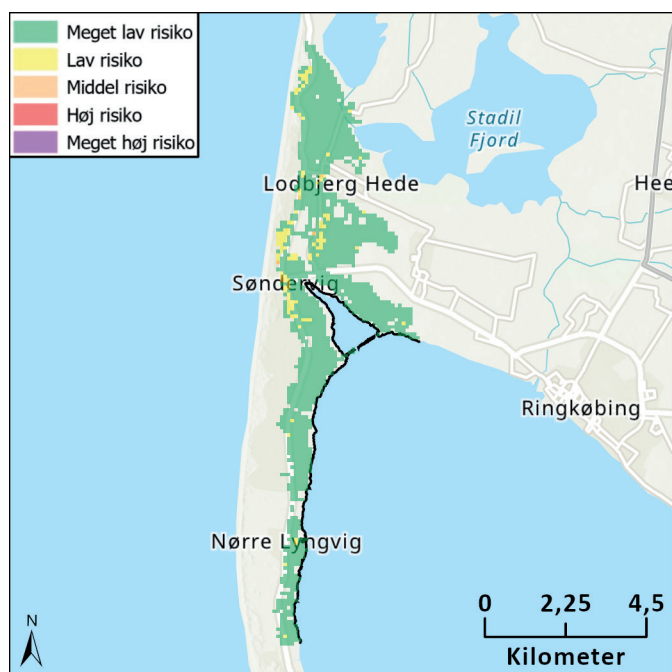 Meget lav risiko
Lav risiko
Middel risiko
Høj risiko
Meget høj risiko
Stadil
Fjord
Lodbjerg Hede
Hee
Søndervig
Ringkøbing
Nørre Lyngvig
N
0 2,25 4,5
Kilometer